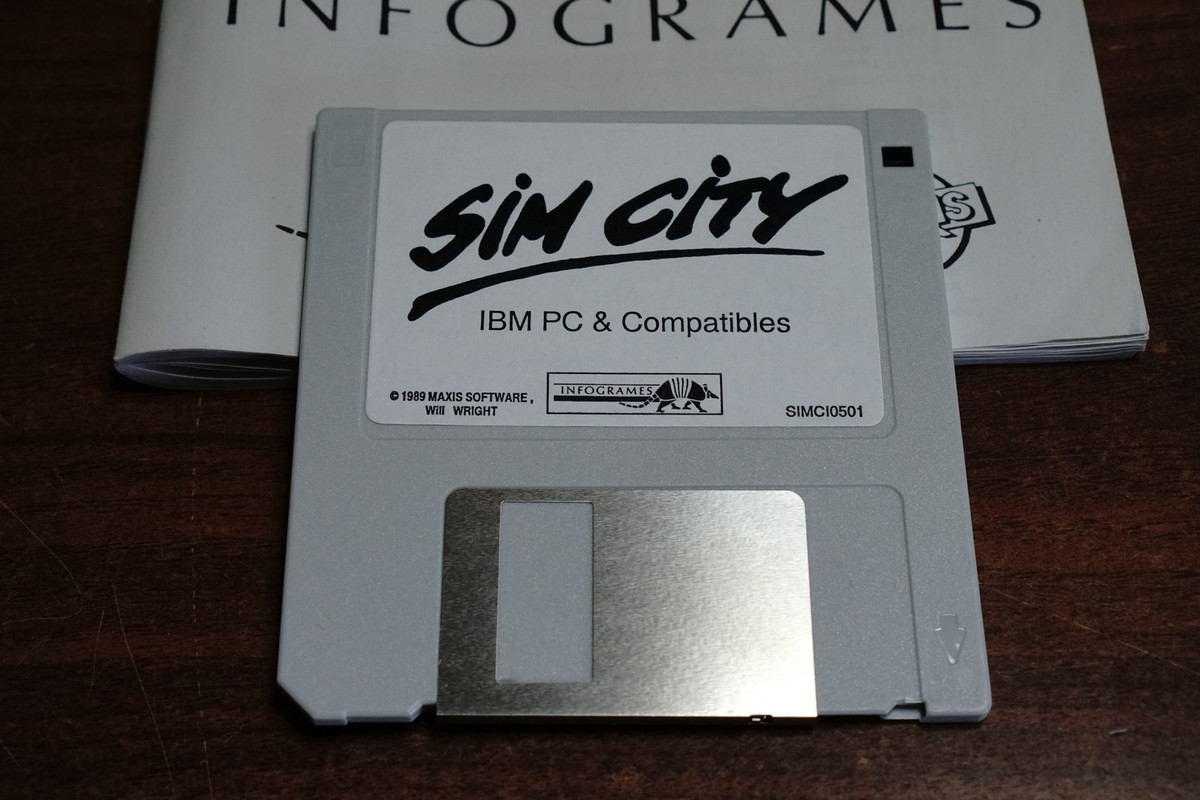 INFOGRAMES
SiM CiTY
IBM PC & Compatibles
© 1989 MAXIS SOFTWARE,
Will WRIGHT
INFOGRAMES
SIMCI0501
S